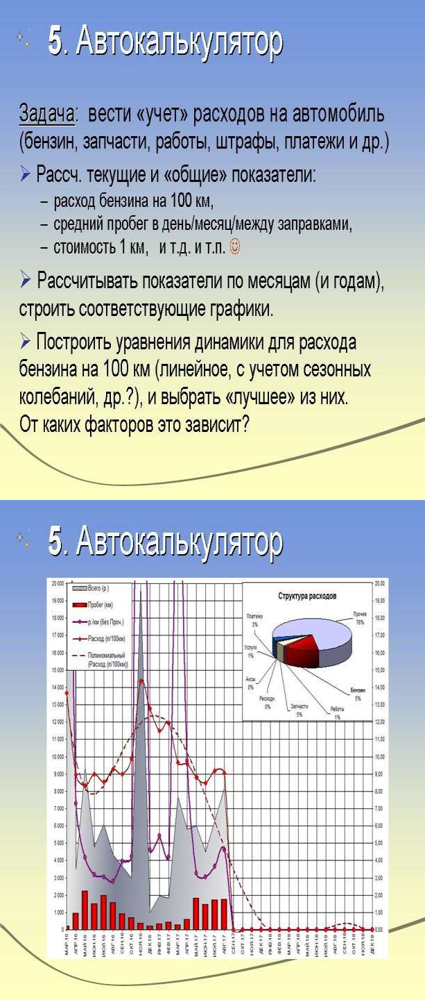 5. Автокалькулятор
Задача: вести «учет» расходов на автомобиль
(бензин, запчасти, работы, штрафы, платежи и др.)
Рассч. текущие и «общие» показатели:
– расход бензина на 100 км,
– средний пробег в день/месяц/между заправками,
– стоимость 1 км, и т.д. и т.п. ☺
Рассчитывать показатели по месяцам (и годам),
строить соответствующие графики.
Построить уравнения динамики для расхода
бензина на 100 км (линейное, с учетом сезонных
колебаний, др.?), и выбрать «лучшее» из них.
От каких факторов это зависит?
5. Автокалькулятор
Всего (р.)
Пробег (км)
р./км (без Проч.)
Расход (л/100км)
Полиномиальный
(Расход (л/100км))
Структура расходов
Платежи
3%
Прочее
76%
Услуги
1%
Аксы
0%
Расходн.
0%
Запчасти
5%
Работы
1%
Бензин
5%
20 000
19 000
18 000
17 000
16 000
15 000
14 000
13 000
12 000
11 000
10 000
9 000
8 000
7 000
6 000
5 000
4 000
3 000
2 000
1 000
0
20,00
19,00
18,00
17,00
16,00
15,00
14,00
13,00
12,00
11,00
10,00
9,00
8,00
7,00
6,00
5,00
4,00
3,00
2,00
1,00
0,00
МАР.16
АПР.16
МАЙ.16
ИЮН.16
ИЮЛ.16
АВГ.16
СЕН.16
ОКТ.16
НОЯ.16
ДЕК.16
ЯНВ.17
ФЕВ.17
МАР.17
АПР.17
МАЙ.17
ИЮН.17
ИЮЛ.17
АВГ.17
СЕН.17
ОКТ.17
НОЯ.17
ДЕК.17
ЯНВ.18
ФЕВ.18
МАР.18
АПР.18
МАЙ.18
ИЮН.18
ИЮЛ.18
АВГ.18
СЕН.18
ОКТ.18
НОЯ.18
ДЕК.18